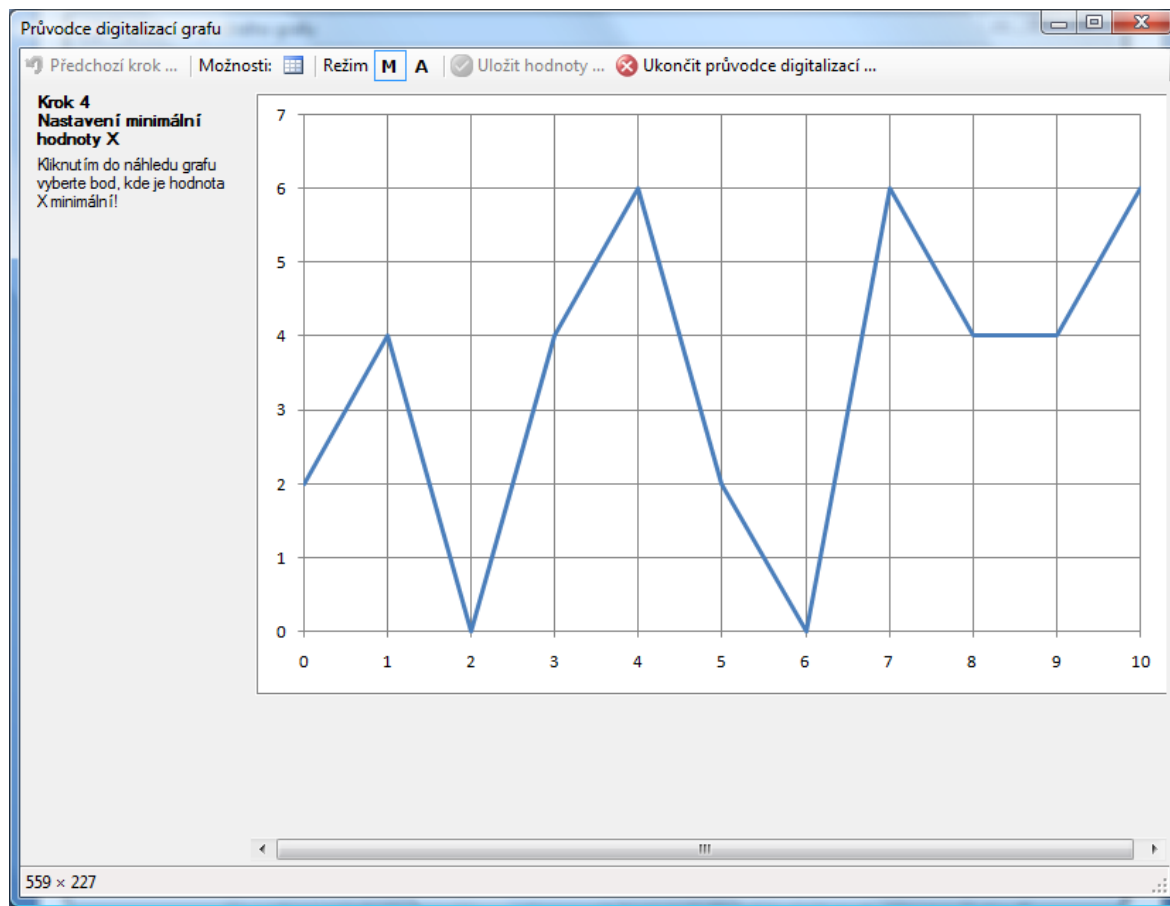 Průvodce digitalizací grafu
Předchozí krok ... Možnosti: Režim M A Uložit hodnoty ... Ukončit průvodce digitalizací ...
Krok 4
Nastavení minimální
hodnoty X
Kliknutím do náhledu grafu
vyberte bod, kde je hodnota
X minimální!
7
6
5
4
3
2
1
0
0 1 2 3 4 5 6 7 8 9 10
559 × 227